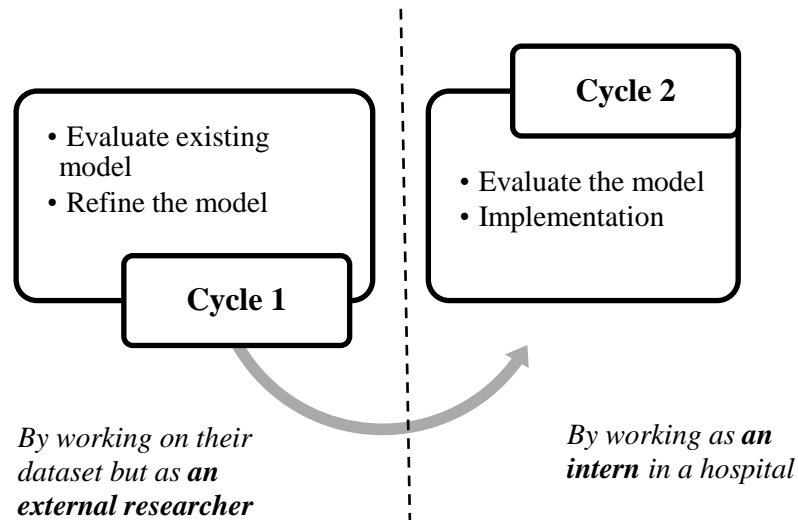 • Evaluate existing
model
• Refine the model
Cycle 1
By working on their
dataset but as an
external researcher
Cycle 2
• Evaluate the model
• Implementation
By working as an
intern in a hospital